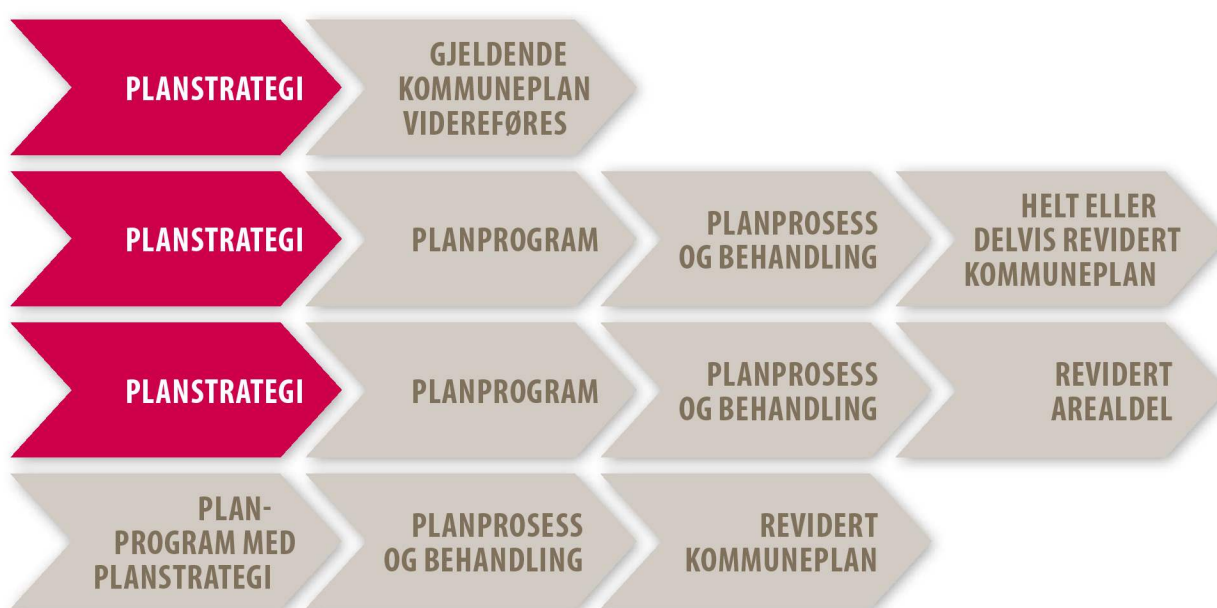 PLANSTRATEGI
GJELDENDE
KOMMUNEPLAN
VIDEREFØRES
PLANSTRATEGI
PLANPROGRAM
PLANPROSESS
OG BEHANDLING
HELT ELLER
DELVIS REVIDERT
KOMMUNEPLAN
PLANSTRATEGI
PLANPROGRAM
PLANPROSESS
OG BEHANDLING
REVIDERT
AREALDEL
PLAN-
PROGRAM MED
PLANSTRATEGI
PLANPROSESS
OG BEHANDLING
REVIDERT
KOMMUNEPLAN